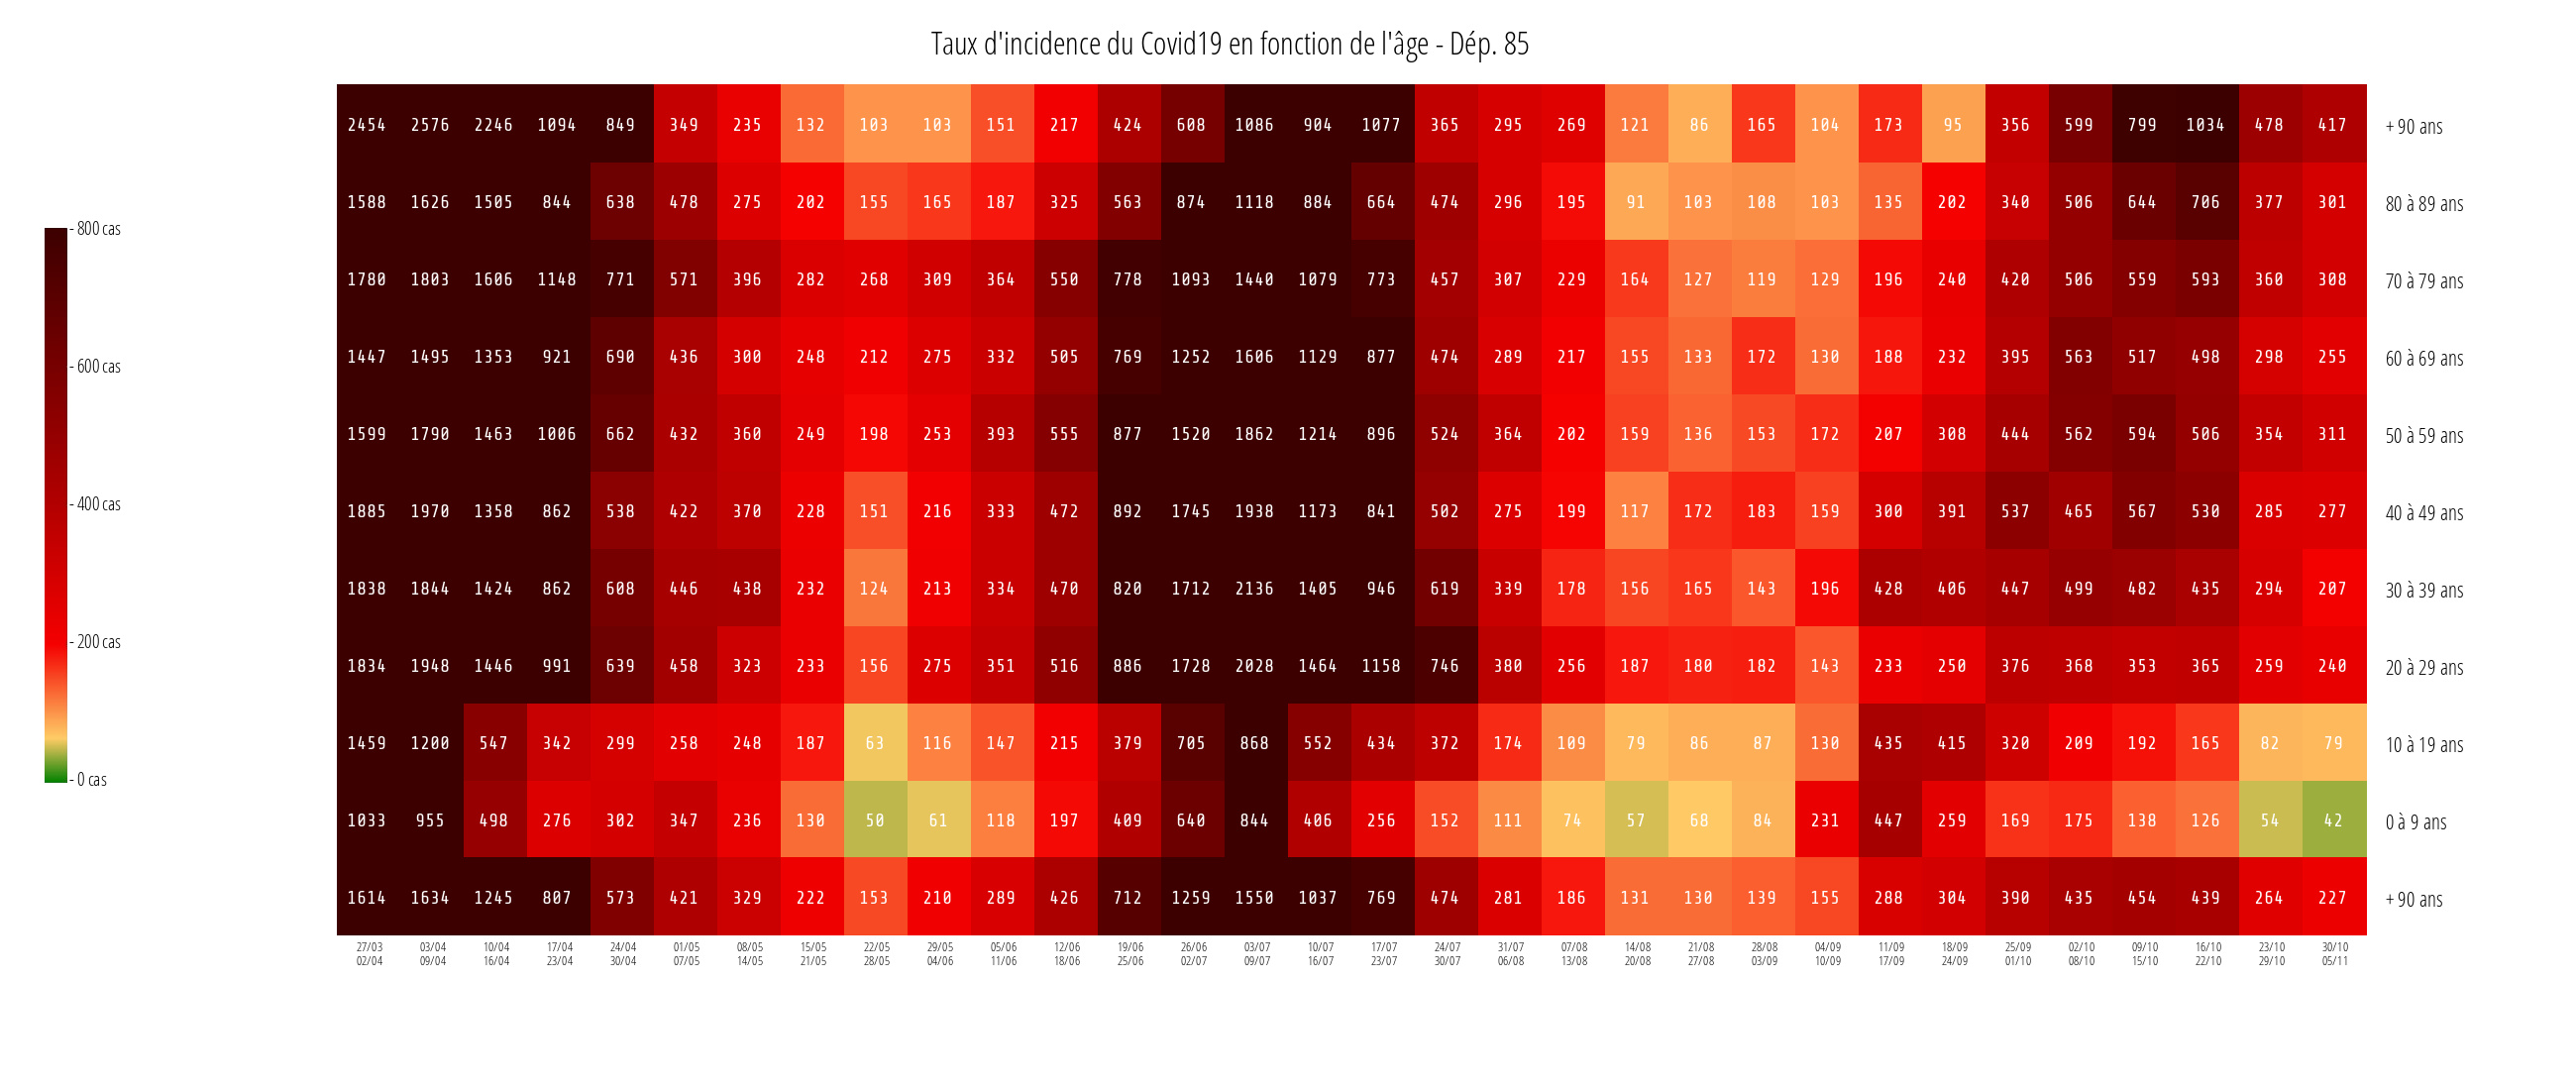 Taux d'incidence du Covid19 en fonction de l'âge - Dép. 85
2454 2576 2246 1094 849 349 235 132 103 103 151 217 424 608 1086 904 1077 365 295 269 121 86 165 104 173 95 356 599 799 1034 478 417 + 90 ans
1588 1626 1505 844 638 478 275 202 155 165 187 325 563 874 1118 884 664 474 296 195 91 103 108 103 135 202 340 506 644 706 377 301 80 à 89 ans
- 800 cas
1780 1803 1606 1148 771 571 396 282 268 309 364 550 778 1093 1440 1079 773 457 307 229 164 127 119 129 196 240 420 506 559 593 360 308 70 à 79 ans
1447 1495 1353 921 690 436 300 248 212 275 332 505 769 1252 1606 1129 877 474 289 217 155 133 172 130 188 232 395 563 517 498 298 255 60 à 69 ans
- 600 cas
1599 1790 1463 1006 662 432 360 249 198 253 393 555 877 1520 1862 1214 896 524 364 202 159 136 153 172 207 308 444 562 594 506 354 311 50 à 59 ans
- 400 cas
1885 1970 1358 862 538 422 370 228 151 216 333 472 892 1745 1938 1173 841 502 275 199 117 172 183 159 300 391 537 465 567 530 285 277 40 à 49 ans
1838 1844 1424 862 608 446 438 232 124 213 334 470 820 1712 2136 1405 946 619 339 178 156 165 143 196 428 406 447 499 482 435 294 207 30 à 39 ans
- 200 cas
1834 1948 1446 991 639 458 323 233 156 275 351 516 886 1728 2028 1464 1158 746 380 256 187 180 182 143 233 250 376 368 353 365 259 240 20 à 29 ans
1459 1200 547 342 299 258 248 187 63 116 147 215 379 705 868 552 434 372 174 109 79 86 87 130 435 415 320 209 192 165 82 79 10 à 19 ans
- 0 cas
1033 955 498 276 302 347 236 130 50 61 118 197 409 640 844 406 256 152 111 74 57 68 84 231 447 259 169 175 138 126 54 42 0 à 9 ans
1614 1634 1245 807 573 421 329 222 153 210 289 426 712 1259 1550 1037 769 474 281 186 131 130 139 155 288 304 390 435 454 439 264 227 + 90 ans
27/03 03/04 10/04 17/04 24/04 01/05 08/05 15/05 22/05 29/05 05/06 12/06 19/06 26/06 03/07 10/07 17/07 24/07 31/07 07/08 14/08 21/08 28/08 04/09 11/09 18/09 25/09 02/10 09/10 16/10 23/10 30/10
02/04 09/04 16/04 23/04 30/04 07/05 14/05 21/05 28/05 04/06 11/06 18/06 25/06 02/07 09/07 16/07 23/07 30/07 06/08 13/08 20/08 27/08 03/09 10/09 17/09 24/09 01/10 08/10 15/10 22/10 29/10 05/11